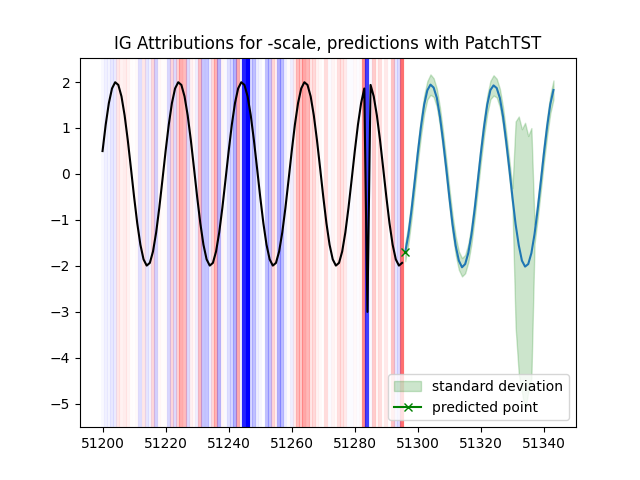 IG Attributions for -scale, predictions with PatchTST
2
1
0
−1
−2
−3
−4
−5
standard deviation
predicted point
51200 51220 51240 51260 51280 51300 51320 51340